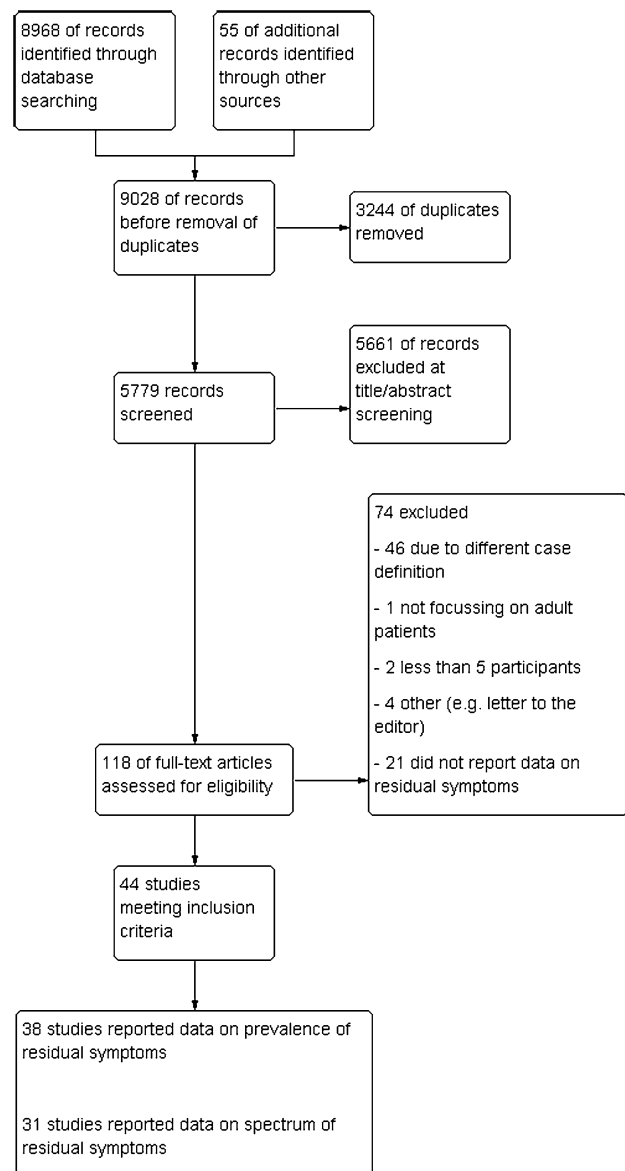 8968 of records
identified through
database
searching
55 of additional
records identified
through other
sources
9028 of records
before removal of
duplicates
3244 of duplicates
removed
5661 of records
excluded at
title/abstract
screening
5779 records
screened
74 excluded
- 46 due to different case
definition
- 1 not focussing on adult
patients
- 2 less than 5 participants
- 4 other (e.g. letter to the
editor)
- 21 did not report data on
residual symptoms
118 of full-text articles
assessed for eligibility
44 studies
meeting inclusion
criteria
38 studies reported data on prevalence of
residual symptoms
31 studies reported data on spectrum of
residual symptoms